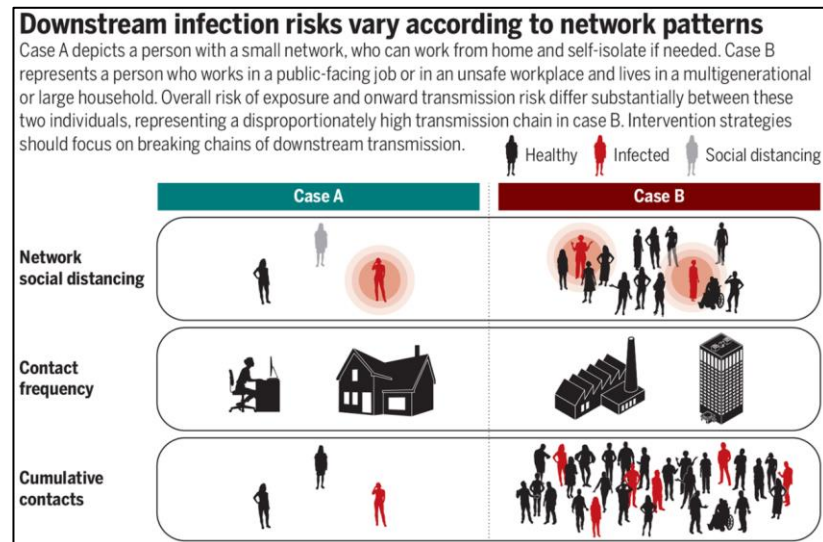 Downstream infection risks vary according to network patterns
Case A depicts a person with a small network, who can work from home and self-isolate if needed. Case B
represents a person who works in a public-facing job or in an unsafe workplace and lives in a multigenerational
or large household. Overall risk of exposure and onward transmission risk differ substantially between these
two individuals, representing a disproportionately high transmission chain in case B. Intervention strategies
should focus on breaking chains of downstream transmission.
Healthy Infected Social distancing
Case A Case B
Network
social distancing
Contact
frequency
Cumulative
contacts